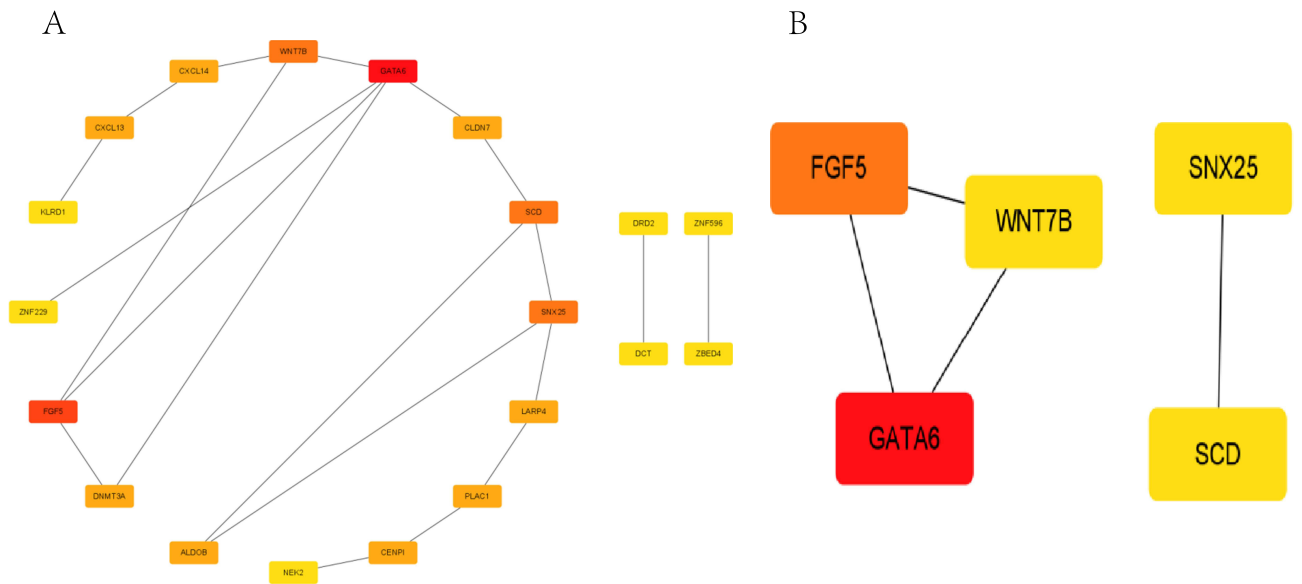 A
B
WNT7B
CXCL14
GATA6
CXCL13
CLDN7
KLRD1
SCD
DRD2
ZNF596
ZNF229
SNX25
DCT
ZBED4
FGF5
LARP4
DNMT3A
PLAC1
ALDOB
CENPI
NEK2
FGF5
SNX25
WNT7B
GATA6
SCD